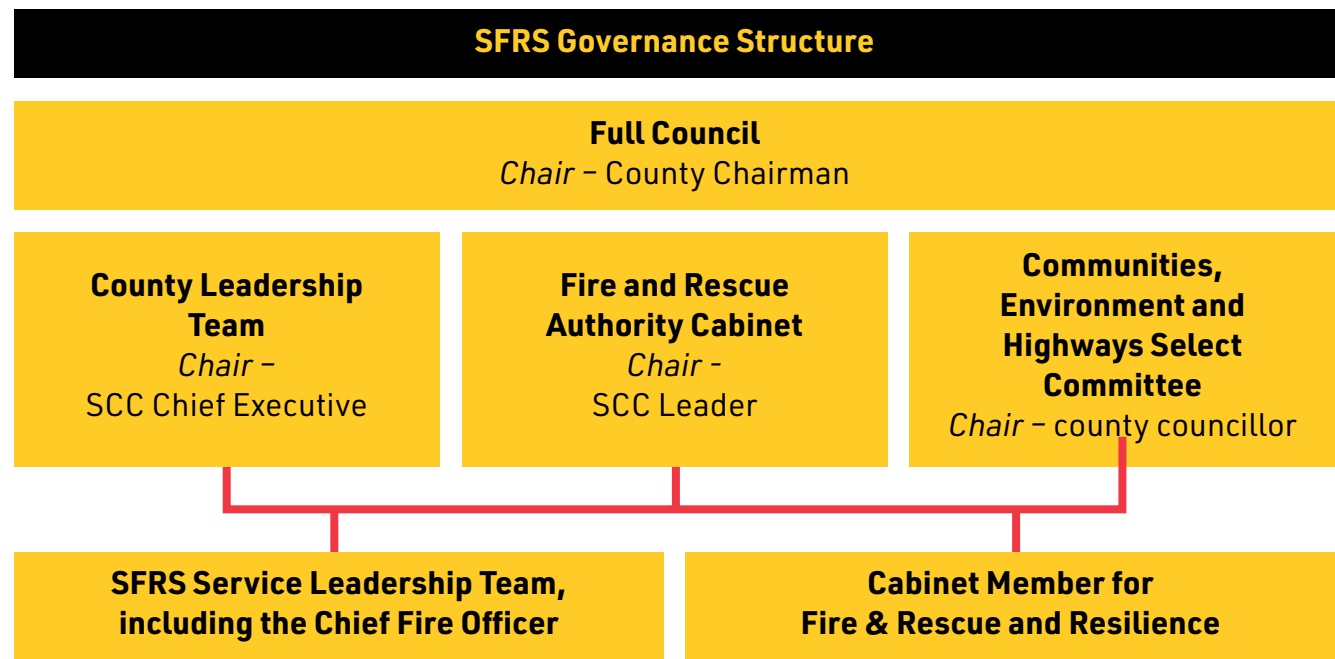 SFRS Governance Structure
Full Council
Chair – County Chairman
County Leadership
Team
Chair –
SCC Chief Executive
Fire and Rescue
Authority Cabinet
Chair -
SCC Leader
Communities,
Environment and
Highways Select
Committee
Chair – county councillor
SFRS Service Leadership Team,
including the Chief Fire Officer
Cabinet Member for
Fire & Rescue and Resilience